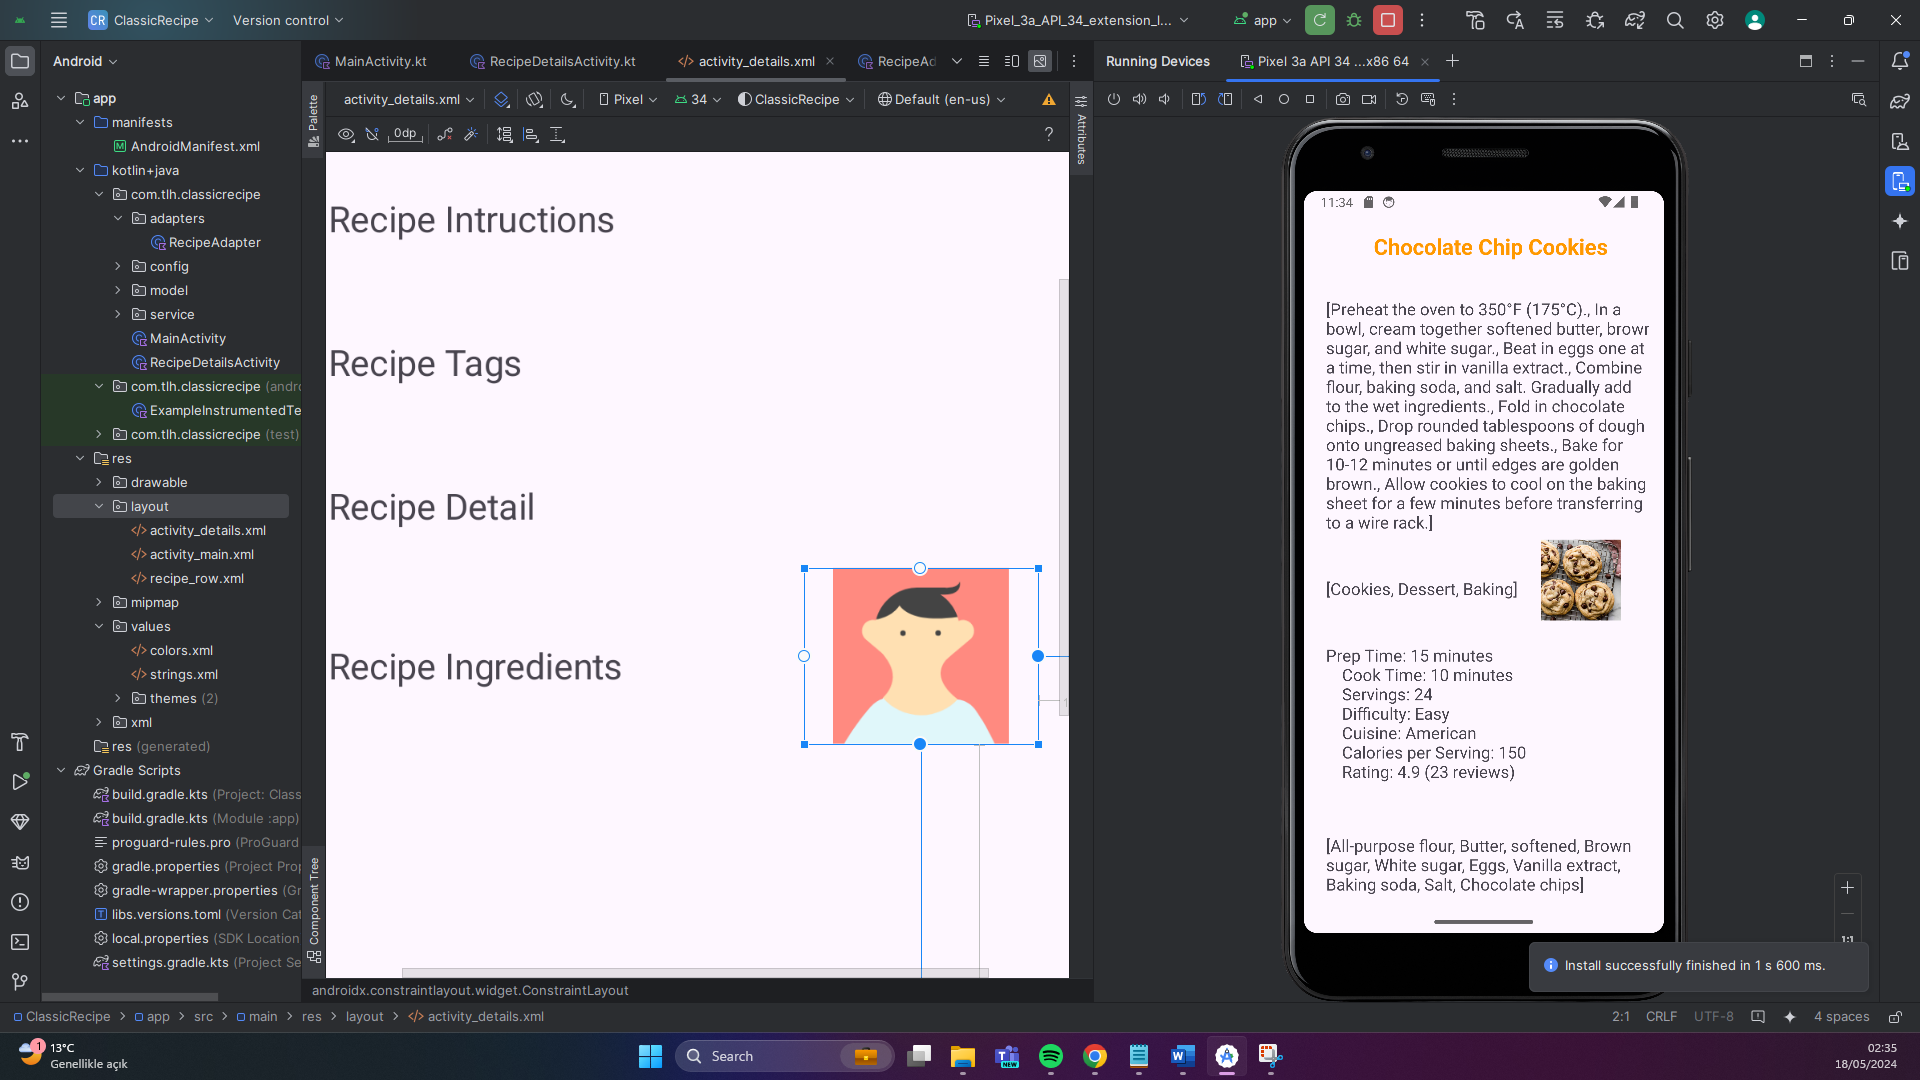 CR ClassicRecipe
Version control
Pixel_3a_API_34_extension_l...
app
Android
MainActivity.kt
RecipeDetailsActivity.kt
activity_details.xml
RecipeAd
Running Devices
Pixel 3a API 34 ...x86 64
app
manifests
AndroidManifest.xml
kotlin+java
com.tlh.classicrecipe
adapters
RecipeAdapter
config
model
service
MainActivity
RecipeDetailsActivity
com.tlh.classicrecipe (andro
ExampleInstrumentedTe
com.tlh.classicrecipe (test)
res
drawable
layout
activity_details.xml
activity_main.xml
recipe_row.xml
mipmap
values
colors.xml
strings.xml
themes (2)
xml
res (generated)
Gradle Scripts
build.gradle.kts (Project: Class
build.gradle.kts (Module :app)
proguard-rules.pro (ProGuard
gradle.properties (Project Prop
gradle-wrapper.properties (Gr
libs.versions.toml (Version Cat
local.properties (SDK Location
settings.gradle.kts (Project Se
Palette
activity_details.xml
Pixel
34
ClassicRecipe
Default (en-us)
0dp
?
Attributes
Component Tree
Recipe Intructions
Recipe Tags
Recipe Detail
Recipe Ingredients
androidx.constraintlayout.widget.ConstraintLayout
11:34
Chocolate Chip Cookies
[Preheat the oven to 350°F (175°C)., In a
bowl, cream together softened butter, brown
sugar, and white sugar., Beat in eggs one at
a time, then stir in vanilla extract., Combine
flour, baking soda, and salt. Gradually add
to the wet ingredients., Fold in chocolate
chips., Drop rounded tablespoons of dough
onto ungreased baking sheets., Bake for
10-12 minutes or until edges are golden
brown., Allow cookies to cool on the baking
sheet for a few minutes before transferring
to a wire rack.]
[Cookies, Dessert, Baking]
Prep Time: 15 minutes
Cook Time: 10 minutes
Servings: 24
Difficulty: Easy
Cuisine: American
Calories per Serving: 150
Rating: 4.9 (23 reviews)
[All-purpose flour, Butter, softened, Brown
sugar, White sugar, Eggs, Vanilla extract,
Baking soda, Salt, Chocolate chips]
1:1
Install successfully finished in 1 s 600 ms.
ClassicRecipe > app > src > main > res > layout > activity_details.xml
2:1 CRLF UTF-8 4 spaces
1
13°C
Genellikle açık
Search
NEW
02:35
18/05/2024